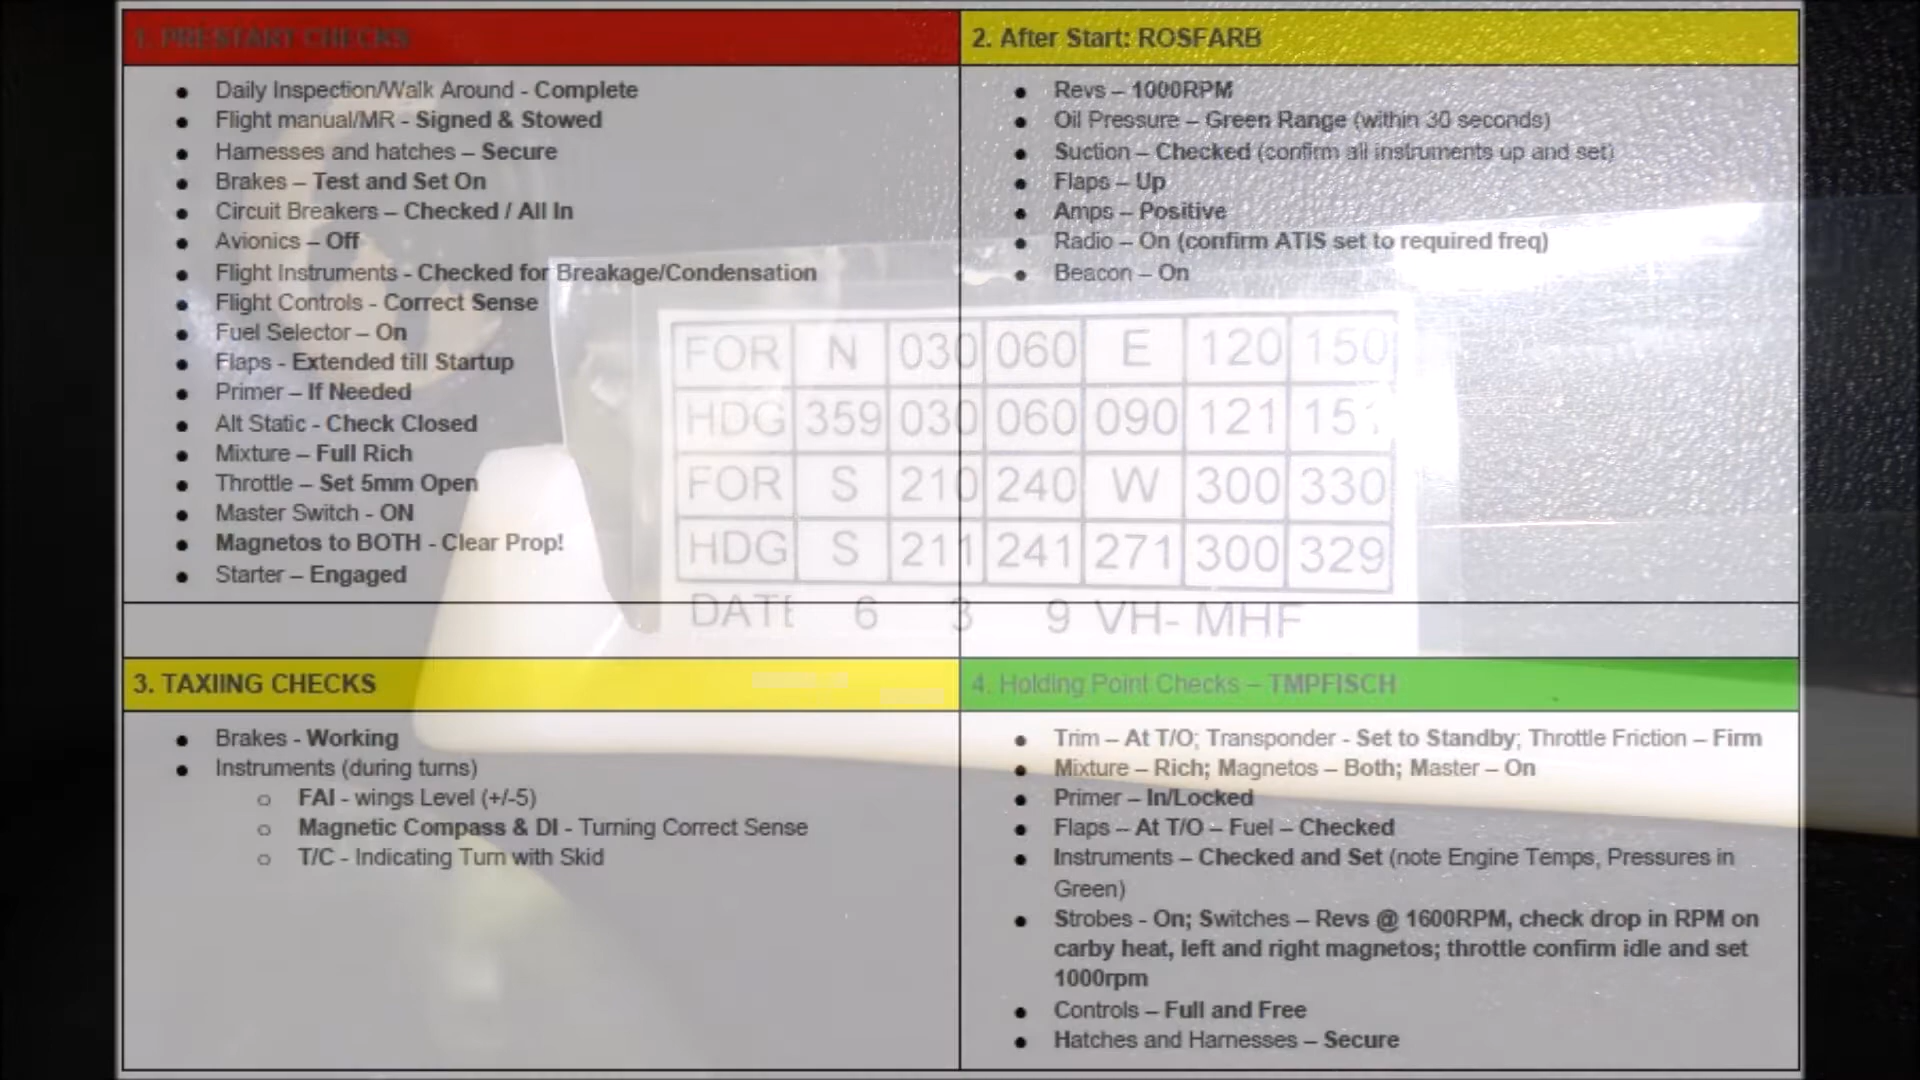 1. PRESTART CHECKS
Daily Inspection/Walk Around - Complete
Flight manual/MR - Signed & Stowed
Harnesses and hatches – Secure
Brakes – Test and Set On
Circuit Breakers – Checked / All In
Avionics – Off
Flight Instruments - Checked for Breakage/Condensation
Flight Controls - Correct Sense
Fuel Selector – On
Flaps - Extended till Startup
Primer – If Needed
Alt Static - Check Closed
Mixture – Full Rich
Throttle – Set 5mm Open
Master Switch - ON
Magnetos to BOTH - Clear Prop!
Starter – Engaged
2. After Start: ROSFARB
Revs – 1000RPM
Oil Pressure – Green Range (within 30 seconds)
Suction – Checked (confirm all instruments up and set)
Flaps – Up
Amps – Positive
Radio – On (confirm ATIS set to required freq)
Beacon – On
FOR N 030 060 E 120 150
HDG 359 030 060 090 121 151
FOR S 210 240 W 300 330
HDG S 211 241 271 300 329
DATE 6 3 9 VH- MHF
3. TAXIING CHECKS
Brakes - Working
Instruments (during turns)
FAI - wings Level (+/-5)
Magnetic Compass & DI - Turning Correct Sense
T/C - Indicating Turn with Skid
4. Holding Point Checks – TMPFISCH
Trim – At T/O; Transponder - Set to Standby; Throttle Friction – Firm
Mixture – Rich; Magnetos – Both; Master – On
Primer – In/Locked
Flaps – At T/O – Fuel – Checked
Instruments – Checked and Set (note Engine Temps, Pressures in
Green)
Strobes - On; Switches – Revs @ 1600RPM, check drop in RPM on
carby heat, left and right magnetos; throttle confirm idle and set
1000rpm
Controls – Full and Free
Hatches and Harnesses – Secure